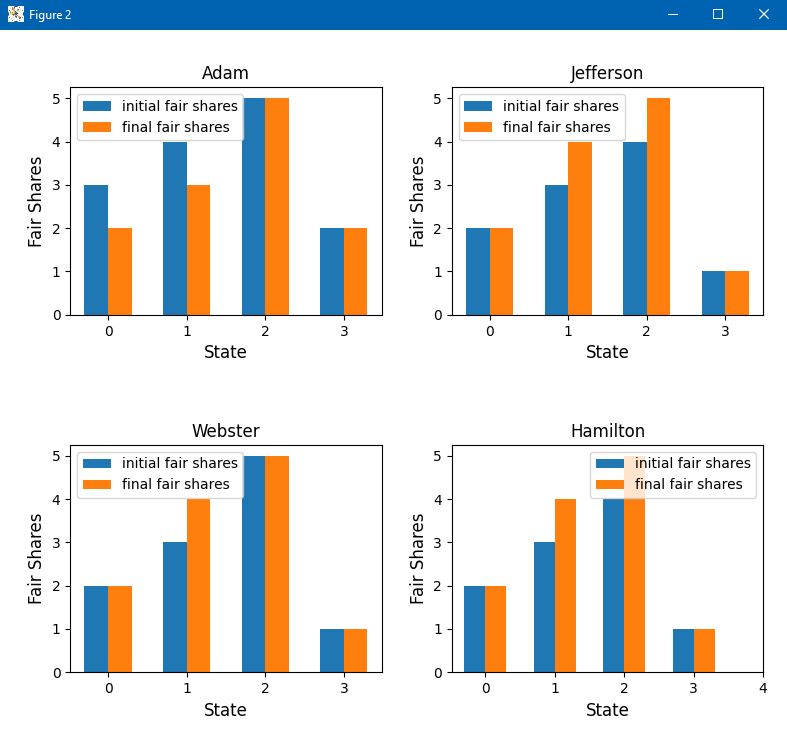 Figure 2
Adam
initial fair shares
final fair shares
5
4
3
2
1
0
Fair Shares
0 1 2 3
State
Jefferson
initial fair shares
final fair shares
5
4
3
2
1
0
Fair Shares
0 1 2 3
State
Webster
initial fair shares
final fair shares
5
4
3
2
1
0
Fair Shares
0 1 2 3
State
Hamilton
initial fair shares
final fair shares
5
4
3
2
1
0
Fair Shares
0 1 2 3 4
State